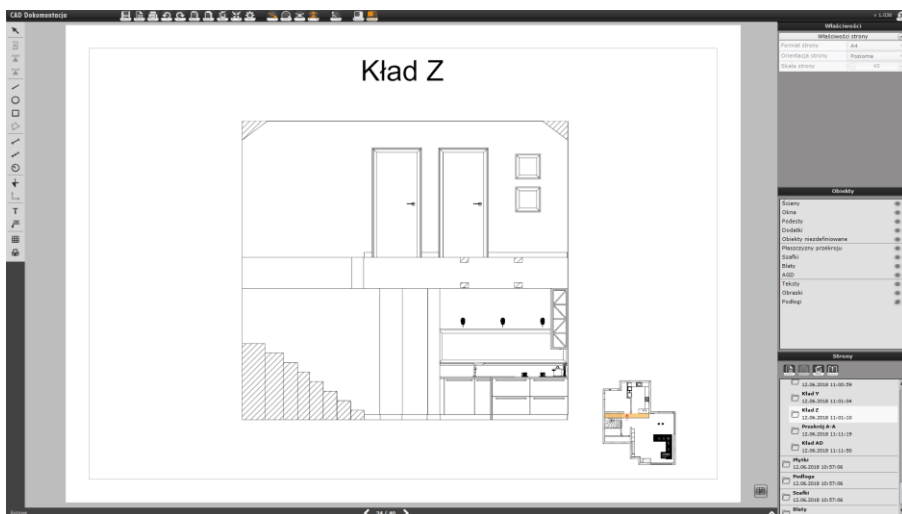 CAD Dokumentacja
Właściwości
Właściwości strony
Format strony A4
Orientacja strony Pozioma
Skala strony 45
Kład Z
Obiekty
Ściany
Okna
Podesty
Dodatki
Obiekty niezdefiniowane
Płaszczyzny przekroju
Szafki
Blaty
AGD
Teksty
Obrazki
Podłogi
Strony
12.06.2018 11:00:59
Kład Y
12.06.2018 11:01:04
Kład Z
12.06.2018 11:01:10
Przekrój A-A
12.06.2018 11:11:19
Kład AD
12.06.2018 11:11:50
Płytki
12.06.2018 10:57:06
Podłoga
12.06.2018 10:57:06
Szafki
12.06.2018 10:57:06
Blaty